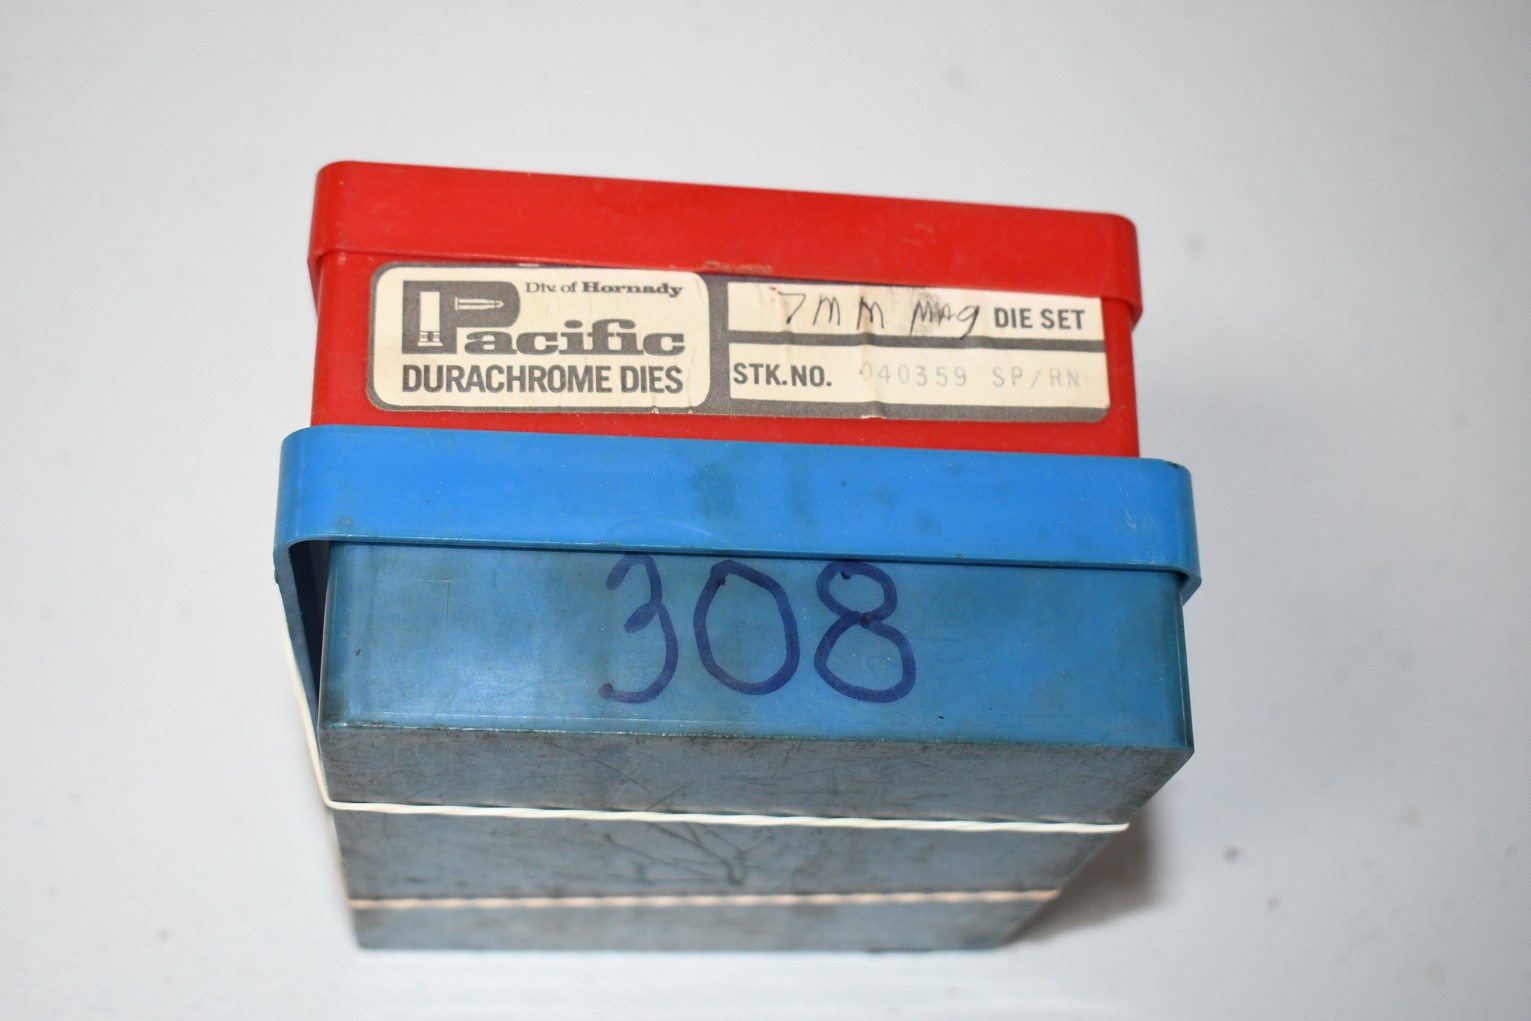 Div. of Hornady
Pacific
DURACHROME DIES
7MM MAG DIE SET
STK.NO. 040359 SP/RN
308